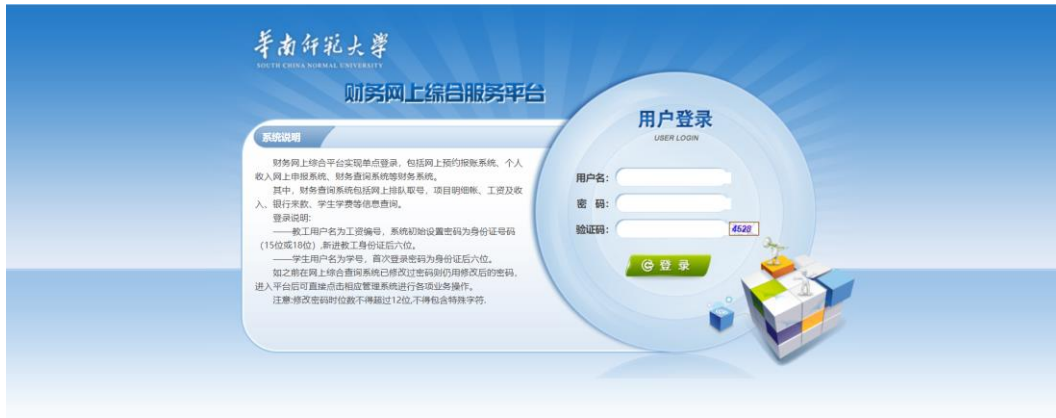 華南師範大學
SOUTH CHINA NORMAL UNIVERSITY
财务网上综合服务平台
系统说明
财务网上综合平台实现单点登录，包括网上预约报账系统、个人
收入网上申报系统、财务查询系统等财务系统。
其中，财务查询系统包括网上排队取号，项目明细帐、工资及收
入、银行来款、学生学费等信息查询。
登录说明:
——教工用户名为工资编号，系统初始设置密码为身份证号码
（15位或18位）,新进教工身份证后六位。
——学生用户名为学号，首次登录密码为身份证后六位。
如之前在网上综合查询系统已修改过密码则仍用修改后的密码，
进入平台后可直接点击相应管理系统进行各项业务操作。
注意:修改密码时位数不得超过12位,不得包含特殊字符.
用户登录
USER LOGIN
用户名：
密 码：
验证码：
4628
登 录